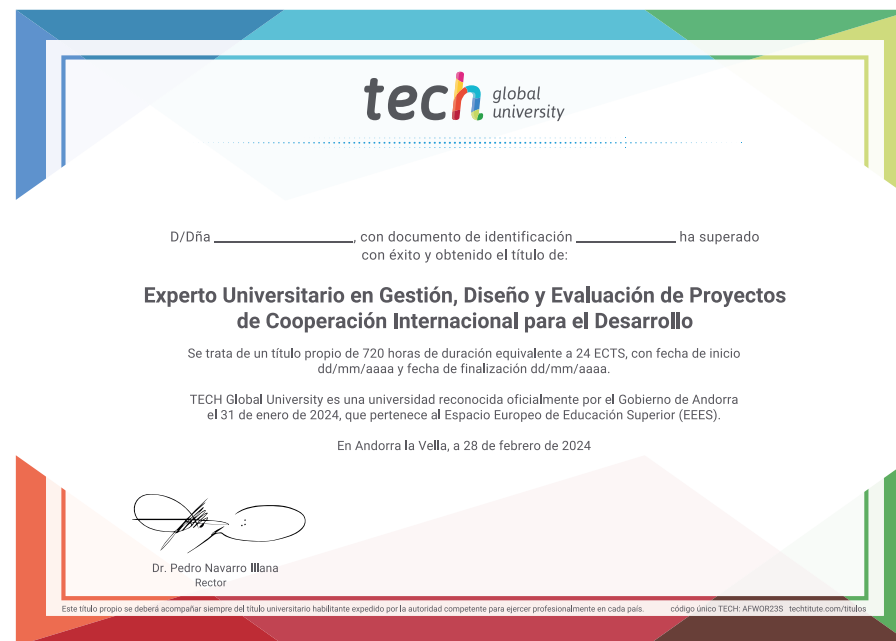 tech global university
D/Dña ____________________, con documento de identificación ______________ ha superado
con éxito y obtenido el título de:
Experto Universitario en Gestión, Diseño y Evaluación de Proyectos
de Cooperación Internacional para el Desarrollo
Se trata de un título propio de 720 horas de duración equivalente a 24 ECTS, con fecha de inicio
dd/mm/aaaa y fecha de finalización dd/mm/aaaa.
TECH Global University es una universidad reconocida oficialmente por el Gobierno de Andorra
el 31 de enero de 2024, que pertenece al Espacio Europeo de Educación Superior (EEES).
En Andorra la Vella, a 28 de febrero de 2024
Dr. Pedro Navarro Illana
Rector
Este título propio se deberá acompañar siempre del título universitario habilitante expedido por la autoridad competente para ejercer profesionalmente en cada país. código único TECH: AFWOR23S techtitute.com/titulos